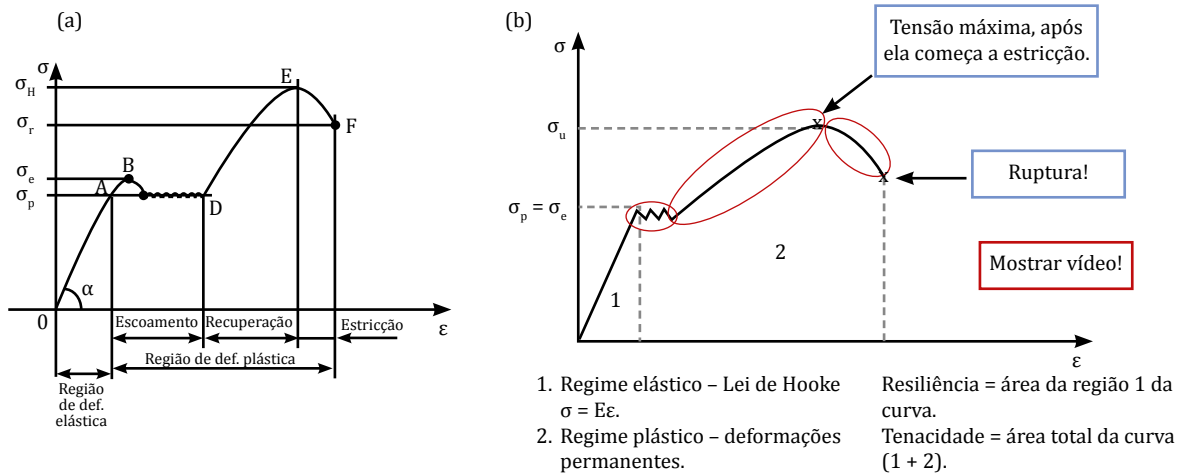 (a)
σ
σH
σr
σe
σp
A
B
D
E
F
α
0
ε
Escoamento
Recuperação
Estricção
Região de def. plástica
Região
de def.
elástica
(b)
σ
Tensão máxima, após
ela começa a estricção.
x
σu
x
Ruptura!
σp = σe
2
Mostrar vídeo!
1
ε
1. Regime elástico – Lei de Hooke
σ = Eε.
2. Regime plástico – deformações
permanentes.
Resiliência = área da região 1 da
curva.
Tenacidade = área total da curva
(1 + 2).